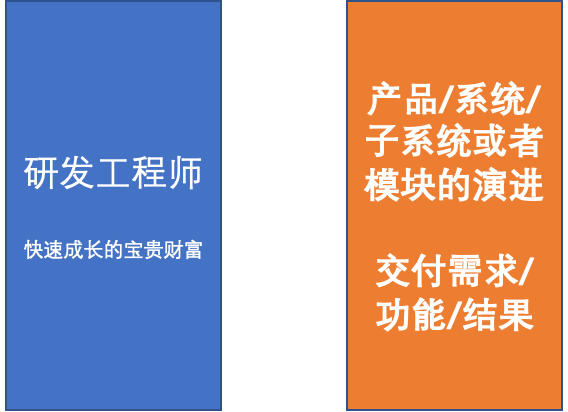 研发工程师
快速成长的宝贵财富
产品/系统/
子系统或者
模块的演进
交付需求/
功能/结果